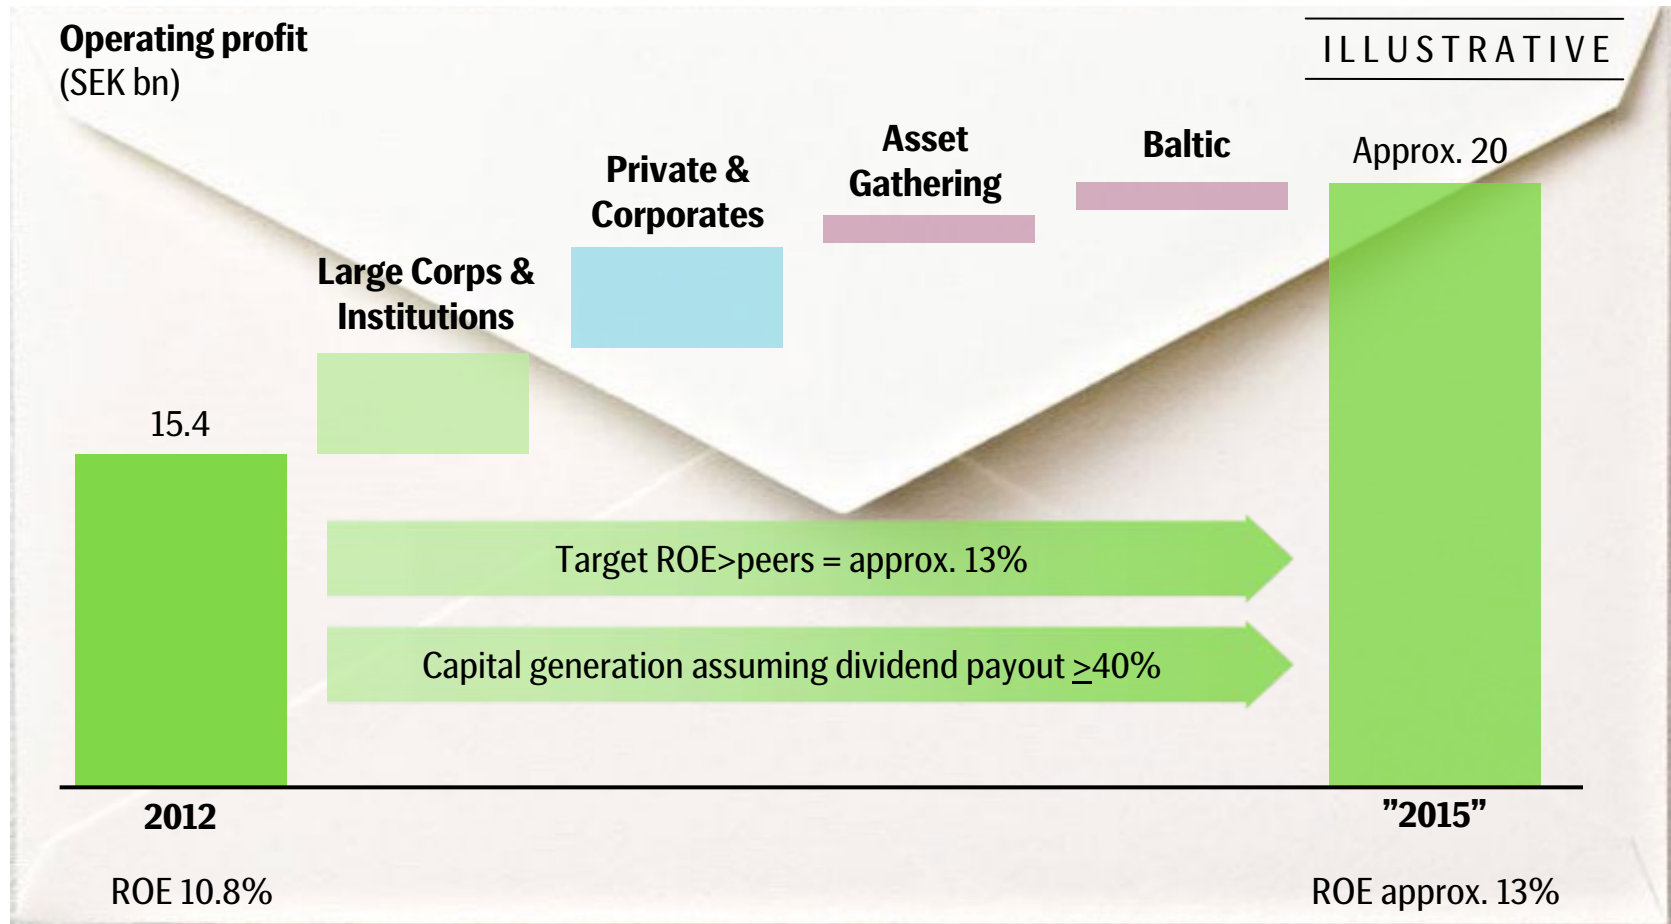 Operating profit
(SEK bn)
ILLUSTRATIVE
Large Corps &
Institutions
Private &
Corporates
Asset
Gathering
Baltic
15.4
Approx. 20
Target ROE>peers = approx. 13%
Capital generation assuming dividend payout ≥40%
2012
”2015”
ROE 10.8%
ROE approx. 13%